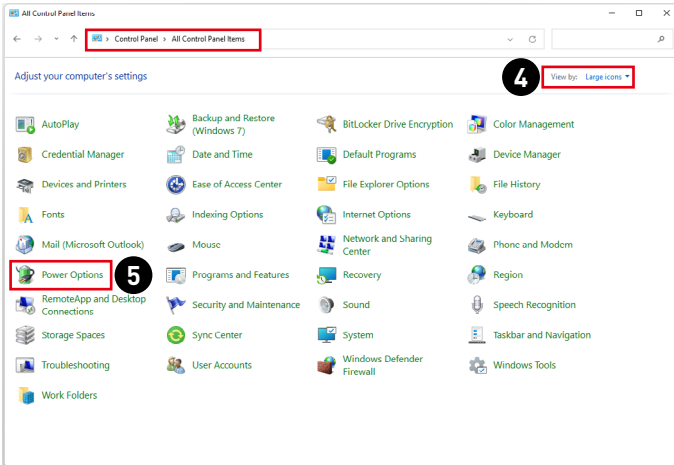 All Control Panel Items
Control Panel > All Control Panel Items
Adjust your computer's settings
4
View by: Large icons
AutoPlay
Backup and Restore
(Windows 7)
BitLocker Drive Encryption
Color Management
Credential Manager
Date and Time
Default Programs
Device Manager
Devices and Printers
Ease of Access Center
File Explorer Options
File History
Fonts
Indexing Options
Internet Options
Keyboard
Mail (Microsoft Outlook)
Mouse
Network and Sharing
Center
Phone and Modem
Power Options
5
Programs and Features
Recovery
Region
RemoteApp and Desktop
Connections
Security and Maintenance
Sound
Speech Recognition
Storage Spaces
Sync Center
System
Taskbar and Navigation
Troubleshooting
User Accounts
Windows Defender
Firewall
Windows Tools
Work Folders